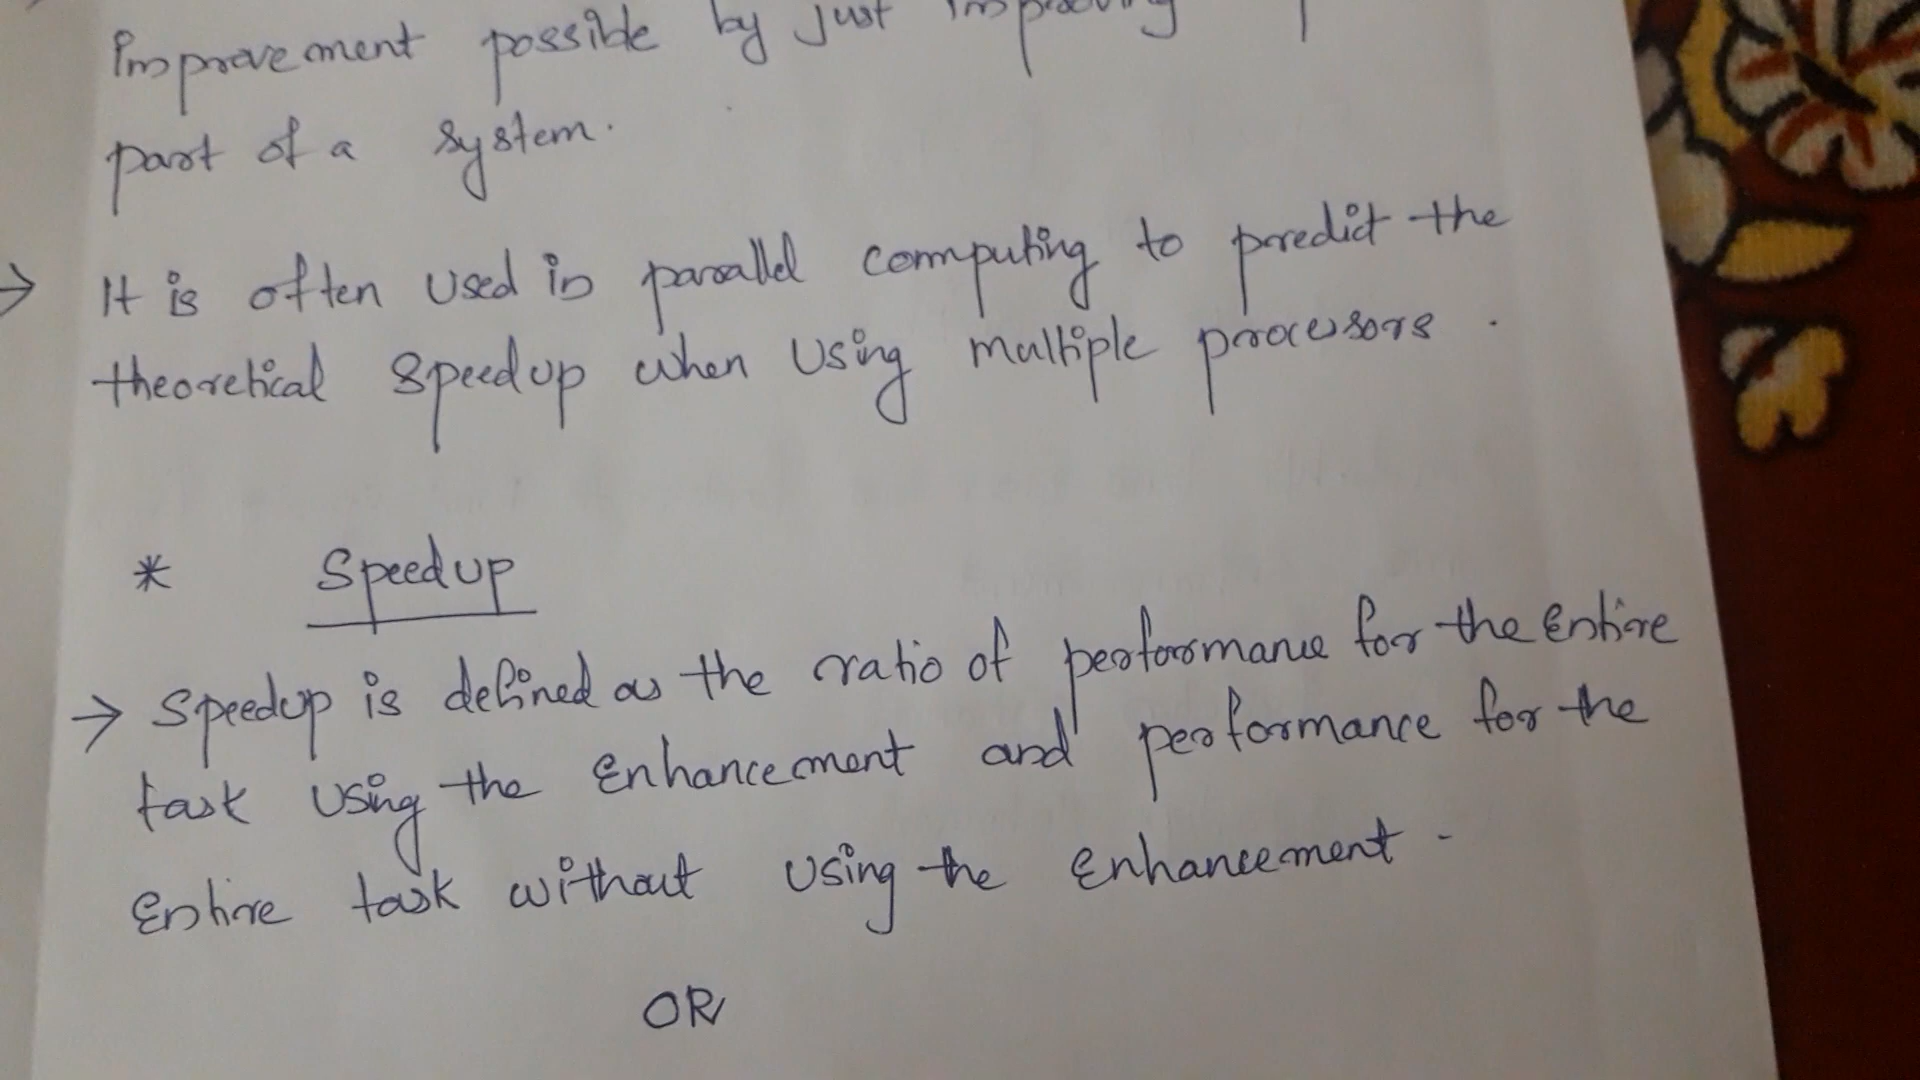 Improvement possible by just improving
part of a system.
→ It is often used in parallel computing to predict the
theoretical speedup when using multiple processors.
* Speedup
→ Speedup is defined as the ratio of performance for the entire
task using the enhancement and performance for the
entire task without using the enhancement.
OR